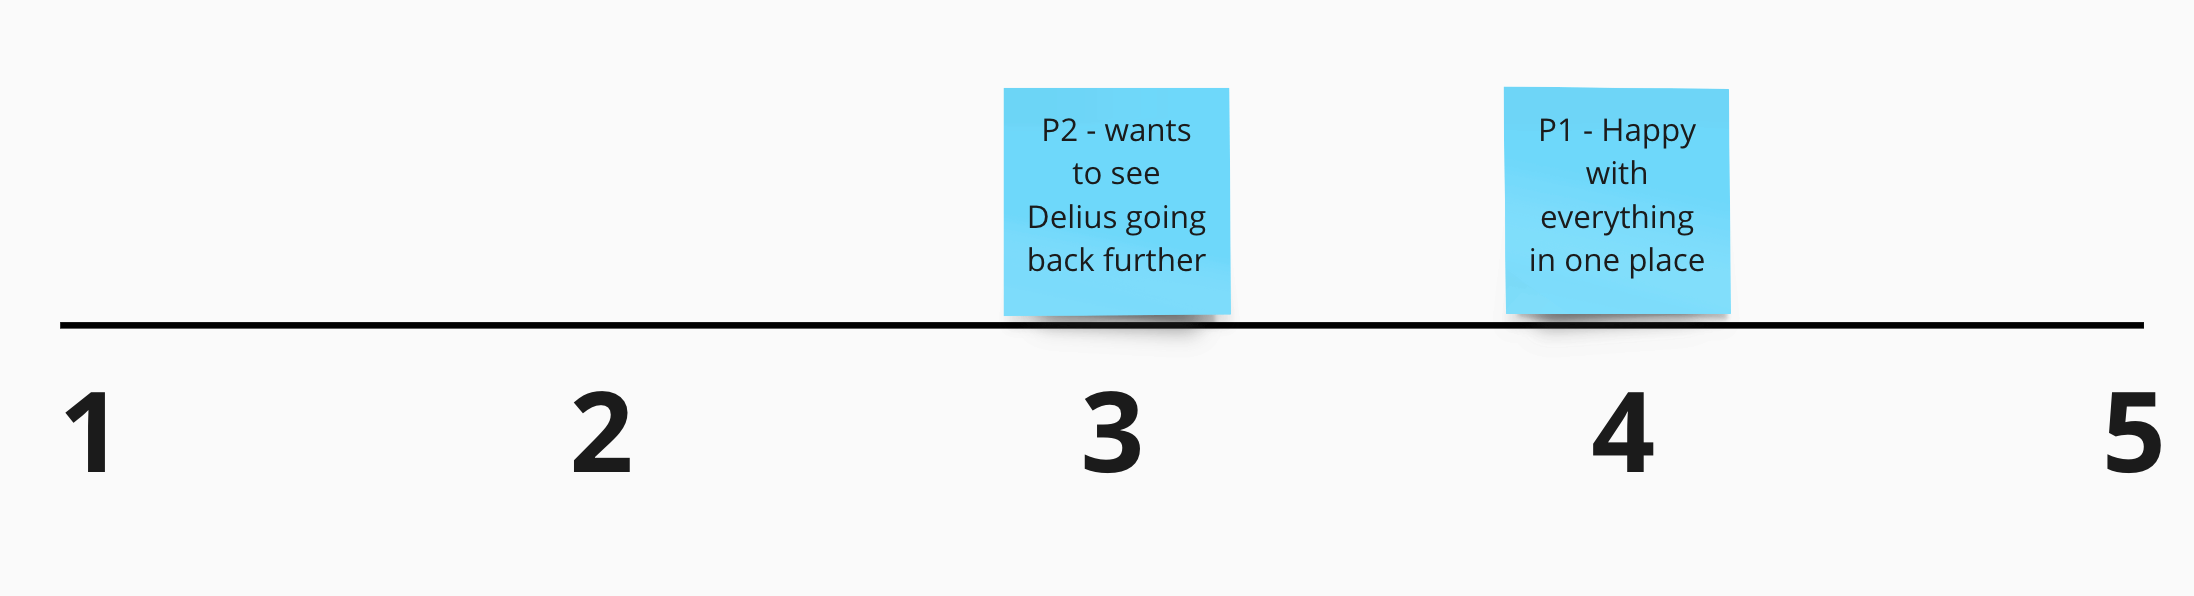 P2 - wants
to see
Delius going
back further
P1 - Happy
with
everything
in one place
1 2 3 4 5